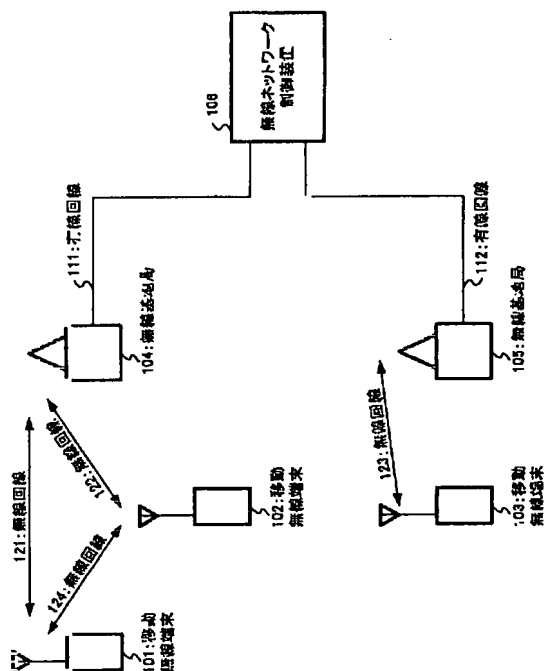 無線ネットワーク
制御装置
106
111:有線回線
112:有線回線
104:無線基地局
105:無線基地局
121:無線回線
122:無線回線
123:無線回線
124:無線回線
101:移動
無線端末
102:移動
無線端末
103:移動
無線端末